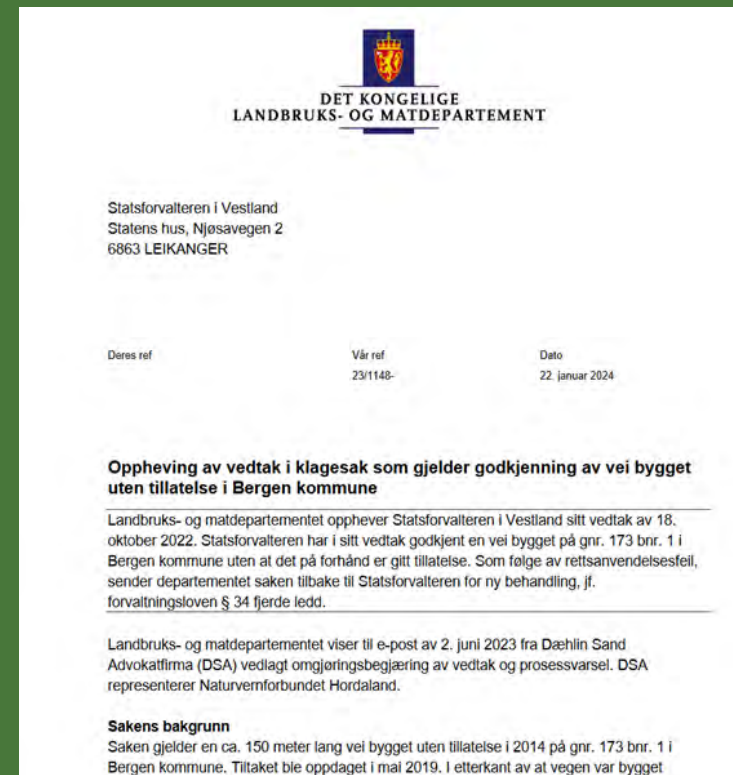 DET KONGELIGE
LANDBRUKS- OG MATDEPARTEMENT
Statsforvalteren i Vestland
Statens hus, Njøsavegen 2
6863 LEIKANGER
Deres ref
Vår ref
Dato
23/1148-
22. januar 2024
Oppheving av vedtak i klagesak som gjelder godkjenning av vei bygget
uten tillatelse i Bergen kommune
Landbruks- og matdepartementet opphever Statsforvalteren i Vestland sitt vedtak av 18.
oktober 2022. Statsforvalteren har i sitt vedtak godkjent en vei bygget på gnr. 173 bnr. 1 i
Bergen kommune uten at det på forhånd er gitt tillatelse. Som følge av rettsanvendelsesfeil,
sender departementet saken tilbake til Statsforvalteren for ny behandling, jf.
forvaltningsloven § 34 fjerde ledd.
Landbruks- og matdepartementet viser til e-post av 2. juni 2023 fra Dæhlin Sand
Advokatfirma (DSA) vedlagt omgjøringsbegjæring av vedtak og prosessvarsel. DSA
representerer Naturvernforbundet Hordaland.
Sakens bakgrunn
Saken gjelder en ca. 150 meter lang vei bygget uten tillatelse i 2014 på gnr. 173 bnr. 1 i
Bergen kommune. Tiltaket ble oppdaget i mai 2019. I etterkant av at vegen var bygget